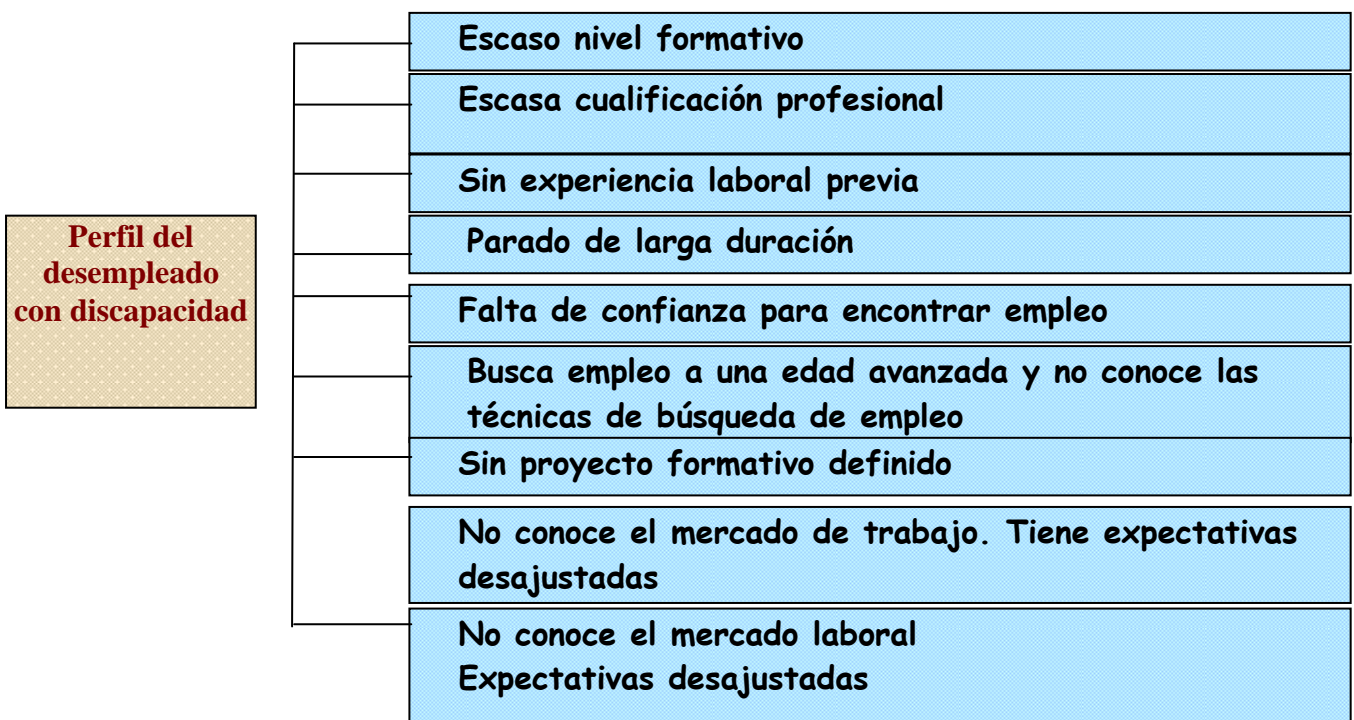 Perfil del
desempleado
con discapacidad
Escaso nivel formativo
Escasa cualificación profesional
Sin experiencia laboral previa
Parado de larga duración
Falta de confianza para encontrar empleo
Busca empleo a una edad avanzada y no conoce las
técnicas de búsqueda de empleo
Sin proyecto formativo definido
No conoce el mercado de trabajo. Tiene expectativas
desajustadas
No conoce el mercado laboral
Expectativas desajustadas